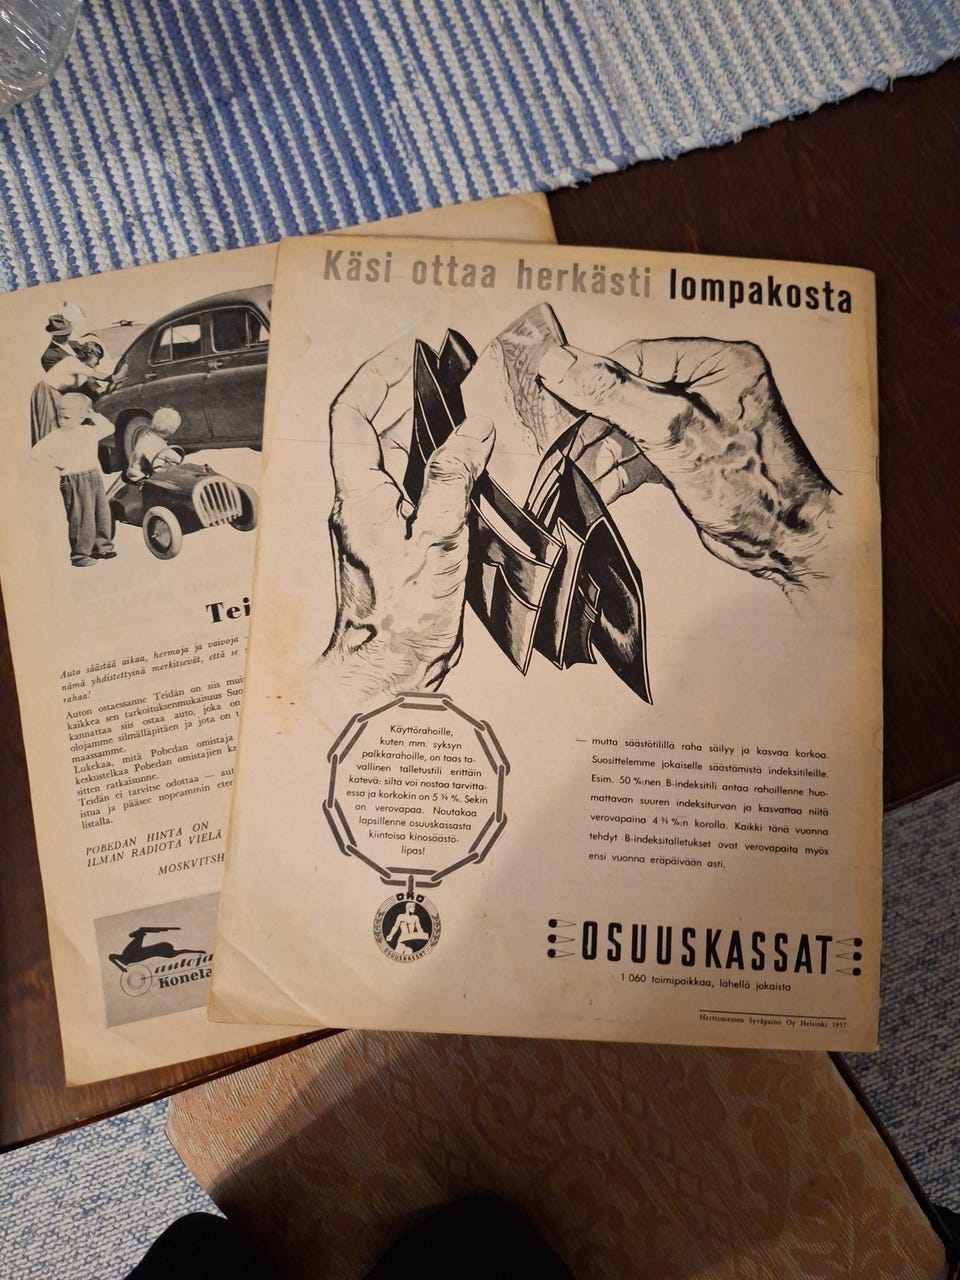 Käsi ottaa herkästi lompakosta
Käyttörahoille,
kuten mm. syksyn
palkkarahoille, on taas ta-
vallinen talletustili erittäin
kätevä: siltä voi nostaa tarvitta-
essa ja korkokin on 5 ¾ %. Sekin
on verovapaa. Noutakaa
lapsillenne osuuskassasta
kiintoisa kinosäästö-
lipas!
OKO
OSUUSKASSAT
— mutta säästötilillä raha säilyy ja kasvaa korkoa.
Suosittelemme jokaiselle säästämistä indeksitileille.
Esim. 50 %:nen B-indeksitili antaa rahoillenne huo-
mattavan suuren indeksiturvan ja kasvattaa niitä
verovapaina 4 ¾ %:n korolla. Kaikki tänä vuonna
tehdyt B-indeksitalletukset ovat verovapaita myös
ensi vuonna eräpäivään asti.
OSUUSKASSAT
1 060 toimipaikkaa, lähellä jokaista
Herttoniemen Syväpaino Oy Helsinki 1957
Tei
Auto säästää aikaa, hermoja ja vaivoja —
nämä yhdistettyinä merkitsevät, että se s
rahaa!
Auton ostaessanne Teidän on siis mui
kaikkea sen tarkoituksenmukaisuus Suo
kannattaa siis ostaa auto, joka on
olojamme silmälläpitäen ja jota on t
maassamme.
Lukekaa, mitä Pobedan omistaja
keskustelkaa Pobedan omistajien ka
sitten ratkaisunne.
Teidän ei tarvitse odottaa — aut
istua ja pääsee nopeammin etee
listalla.
POBEDAN HINTA ON
ILMAN RADIOTA VIELÄ
MOSKVITSH
autoja
Konela